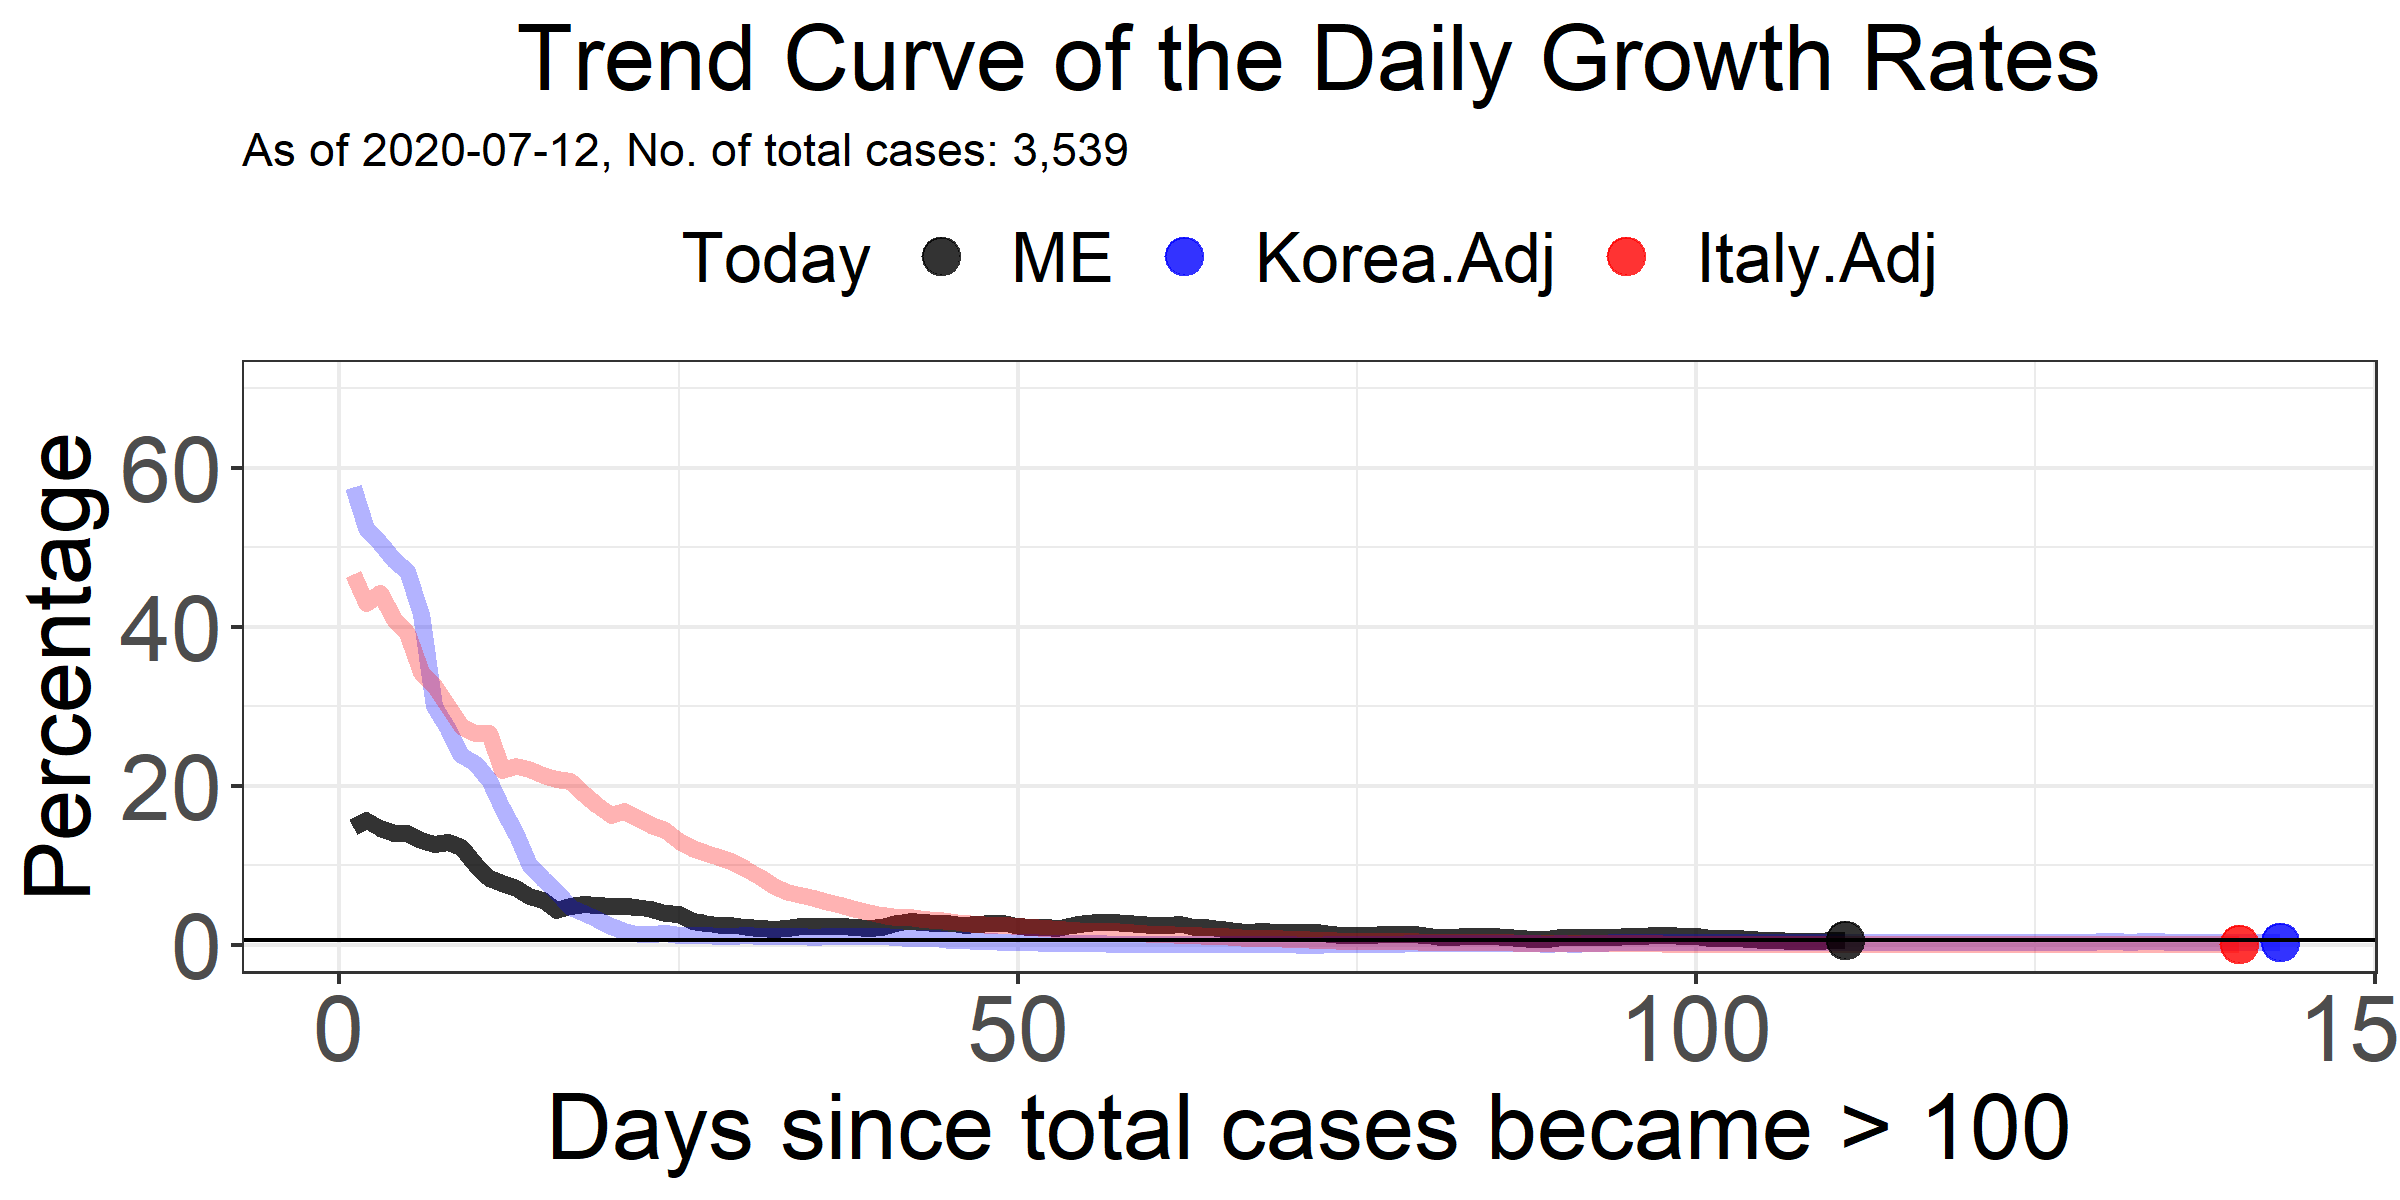 Trend Curve of the Daily Growth Rates
As of 2020-07-12, No. of total cases: 3,539
Today ME Korea.Adj Italy.Adj
Percentage
60
40
20
0
0 50 100 15
Days since total cases became > 100